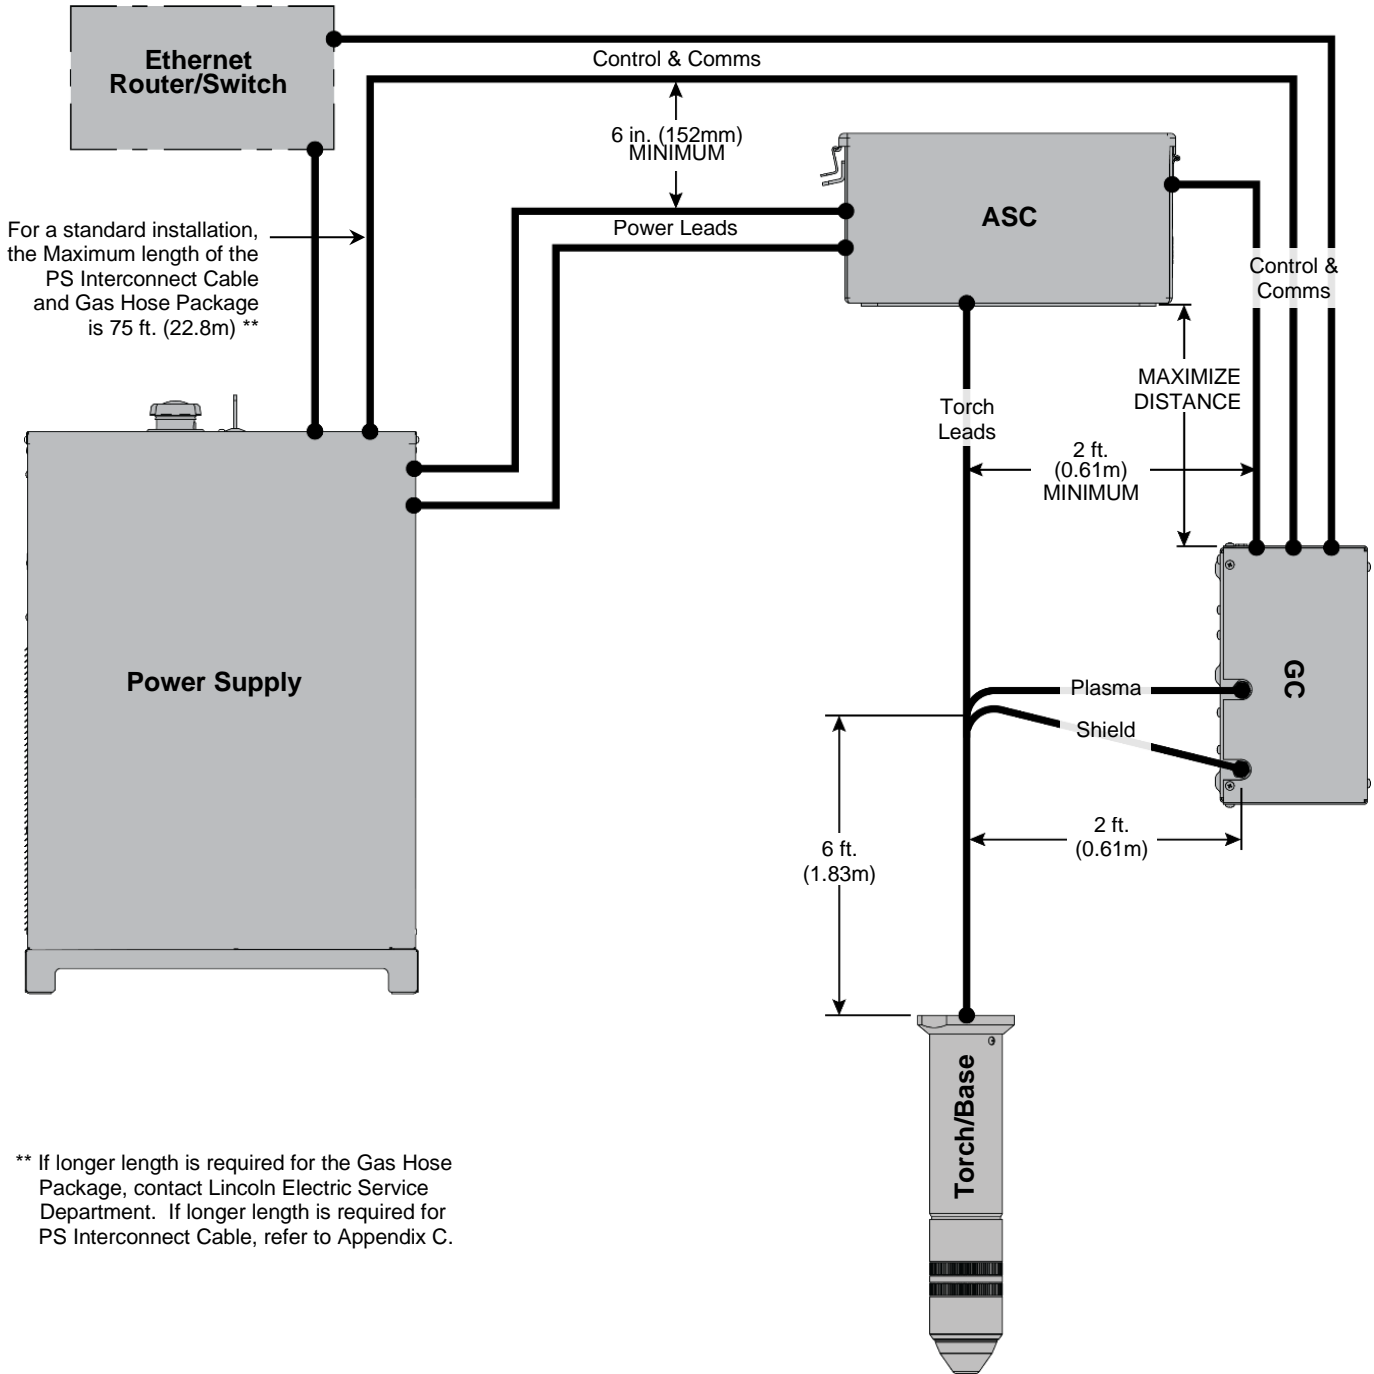 Ethernet
Router/Switch
Control & Comms
6 in. (152mm)
MINIMUM
ASC
Power Leads
For a standard installation,
the Maximum length of the
PS Interconnect Cable
and Gas Hose Package
is 75 ft. (22.8m) **
Control &
Comms
MAXIMIZE
DISTANCE
Torch
Leads
2 ft.
(0.61m)
MINIMUM
Power Supply
GC
Plasma
Shield
2 ft.
(0.61m)
6 ft.
(1.83m)
Torch/Base
** If longer length is required for the Gas Hose
Package, contact Lincoln Electric Service
Department.  If longer length is required for
PS Interconnect Cable, refer to Appendix C.